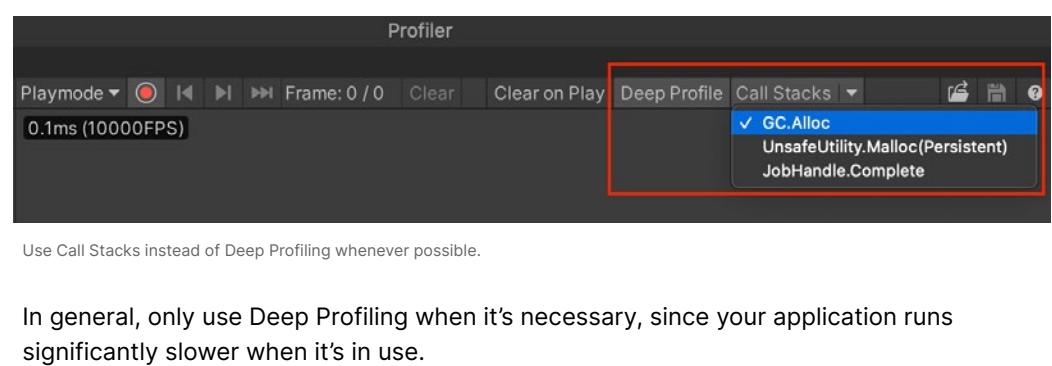 Profiler
Playmode Frame: 0 / 0 Clear Clear on Play Deep Profile Call Stacks
0.1ms (10000FPS)
GC.Alloc
UnsafeUtility.Malloc(Persistent)
JobHandle.Complete
Use Call Stacks instead of Deep Profiling whenever possible.
In general, only use Deep Profiling when it’s necessary, since your application runs
significantly slower when it’s in use.